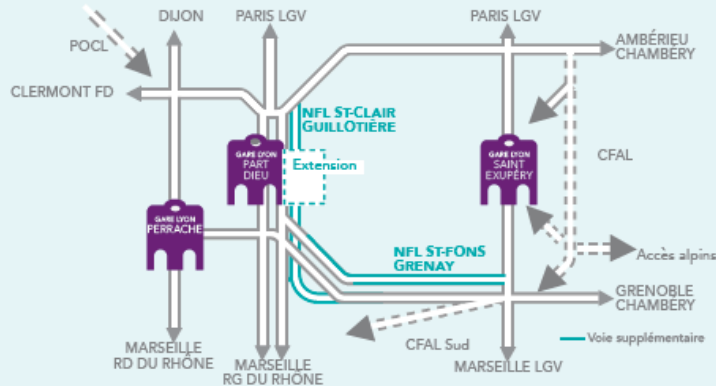 DIJON
PARIS LGV
PARIS LGV
POCL
AMBÉRIEU
CHAMBÉRY
CLERMONT FD
NFL ST-CLAIR
GUILLOTIÈRE
GARE LYON
PART
DIEU
Extension
GARE LYON
SAINT
EXUPÉRY
CFAL
GARE LYON
PERRACHE
NFL ST-FONS
GRENAY
Accès alpins
GRENOBLE
CHAMBÉRY
CFAL Sud
Voie supplémentaire
MARSEILLE
RD DU RHÔNE
MARSEILLE
RG DU RHÔNE
MARSEILLE LGV